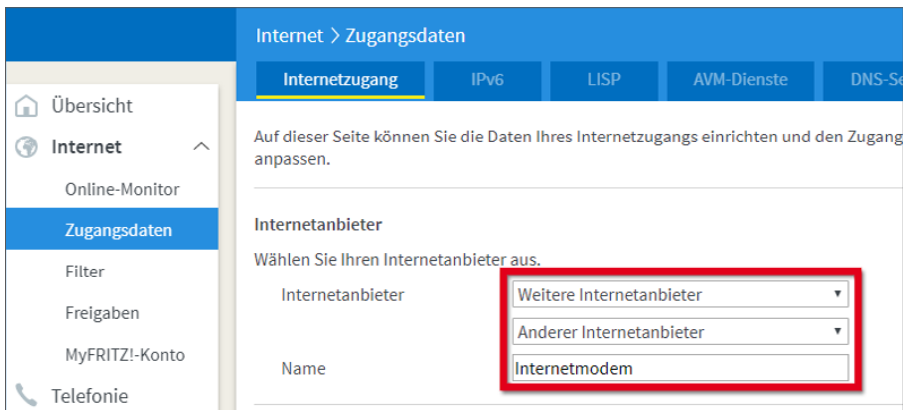 Internet > Zugangsdaten
Internetzugang IPv6 LISP AVM-Dienste DNS-Se
Übersicht
Internet
Online-Monitor
Zugangsdaten
Filter
Freigaben
MyFRITZ!-Konto
Telefonie
Auf dieser Seite können Sie die Daten Ihres Internetzugangs einrichten und den Zugang
anpassen.
Internetanbieter
Wählen Sie Ihren Internetanbieter aus.
Internetanbieter Weitere Internetanbieter
Anderer Internetanbieter
Name Internetmodem